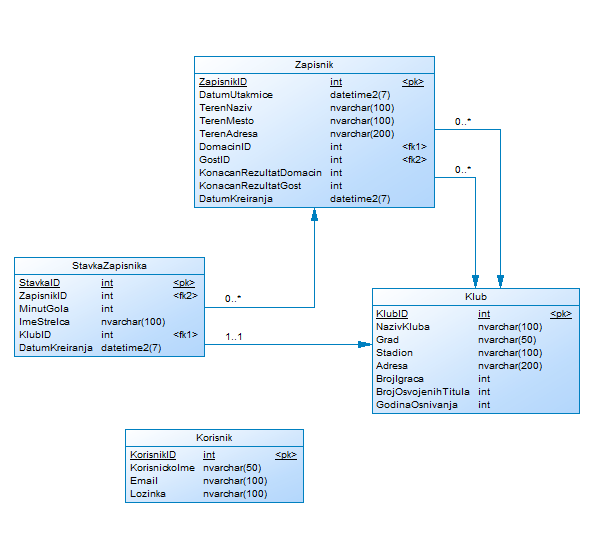 Zapisnik
ZapisnikID int <pk>
DatumUtakmice datetime2(7)
TerenNaziv nvarchar(100)
TerenMesto nvarchar(100)
TerenAdresa nvarchar(200)
DomacinID int <fk1>
GostID int <fk2>
KonacanRezultatDomacin int
KonacanRezultatGost int
DatumKreiranja datetime2(7)
0..*
0..*
StavkaZapisnika
StavkaID int <pk>
ZapisnikID int <fk2>
MinutGola int
ImeStrelca nvarchar(100)
KlubID int <fk1>
DatumKreiranja datetime2(7)
0..*
1..1
Klub
KlubID int <pk>
NazivKluba nvarchar(100)
Grad nvarchar(50)
Stadion nvarchar(100)
Adresa nvarchar(200)
BrojIgraca int
BrojOsvojenihTitula int
GodinaOsnivanja int
Korisnik
KorisnikID int <pk>
KorisnickoIme nvarchar(50)
Email nvarchar(100)
Lozinka nvarchar(100)